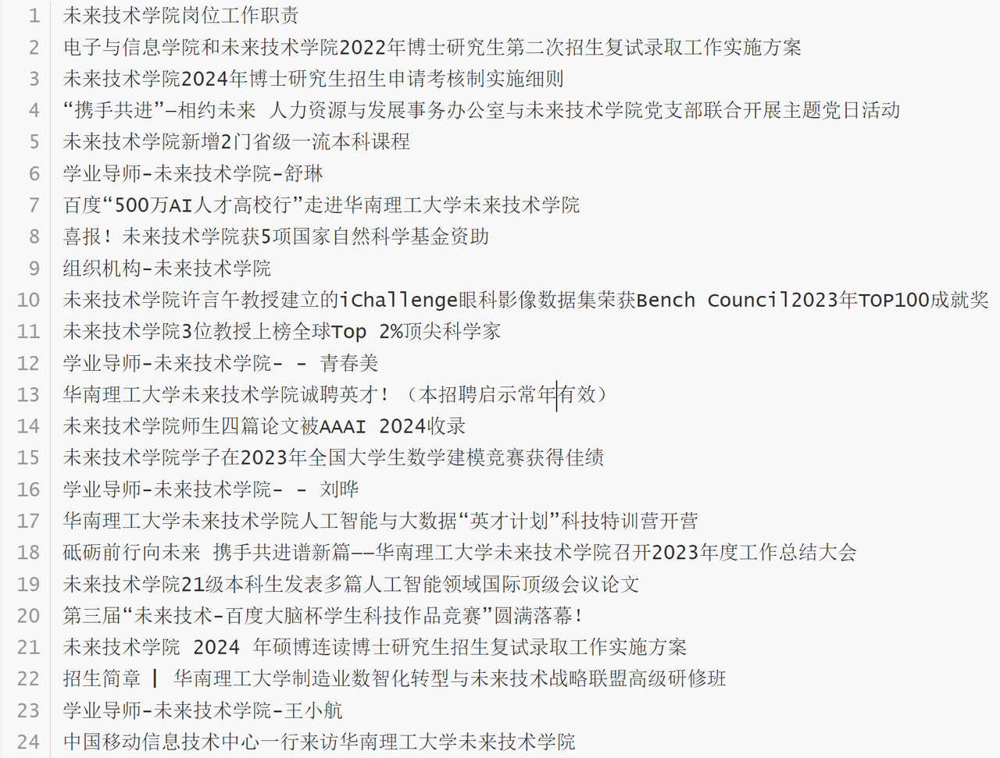 1 未来技术学院岗位工作职责
2 电子与信息学院和未来技术学院2022年博士研究生第二次招生复试录取工作实施方案
3 未来技术学院2024年博士研究生招生申请考核制实施细则
4 “携手共进”—相约未来 人力资源与发展事务办公室与未来技术学院党支部联合开展主题党日活动
5 未来技术学院新增2门省级一流本科课程
6 学业导师-未来技术学院-舒琳
7 百度“500万AI人才高校行”走进华南理工大学未来技术学院
8 喜报！未来技术学院获5项国家自然科学基金资助
9 组织机构-未来技术学院
10 未来技术学院许言午教授建立的iChallenge眼科影像数据集荣获Bench Council2023年TOP100成就奖
11 未来技术学院3位教授上榜全球Top 2%顶尖科学家
12 学业导师-未来技术学院- - 青春美
13 华南理工大学未来技术学院诚聘英才！（本招聘启示常年有效）
14 未来技术学院师生四篇论文被AAAI 2024收录
15 未来技术学院学子在2023年全国大学生数学建模竞赛获得佳绩
16 学业导师-未来技术学院- - 刘晔
17 华南理工大学未来技术学院人工智能与大数据“英才计划”科技特训营开营
18 砥砺前行向未来 携手共进谱新篇——华南理工大学未来技术学院召开2023年度工作总结大会
19 未来技术学院21级本科生发表多篇人工智能领域国际顶级会议论文
20 第三届“未来技术-百度大脑杯学生科技作品竞赛”圆满落幕！
21 未来技术学院 2024 年硕博连读博士研究生招生复试录取工作实施方案
22 招生简章 | 华南理工大学制造业数智化转型与未来技术战略联盟高级研修班
23 学业导师-未来技术学院-王小航
24 中国移动信息技术中心一行来访华南理工大学未来技术学院